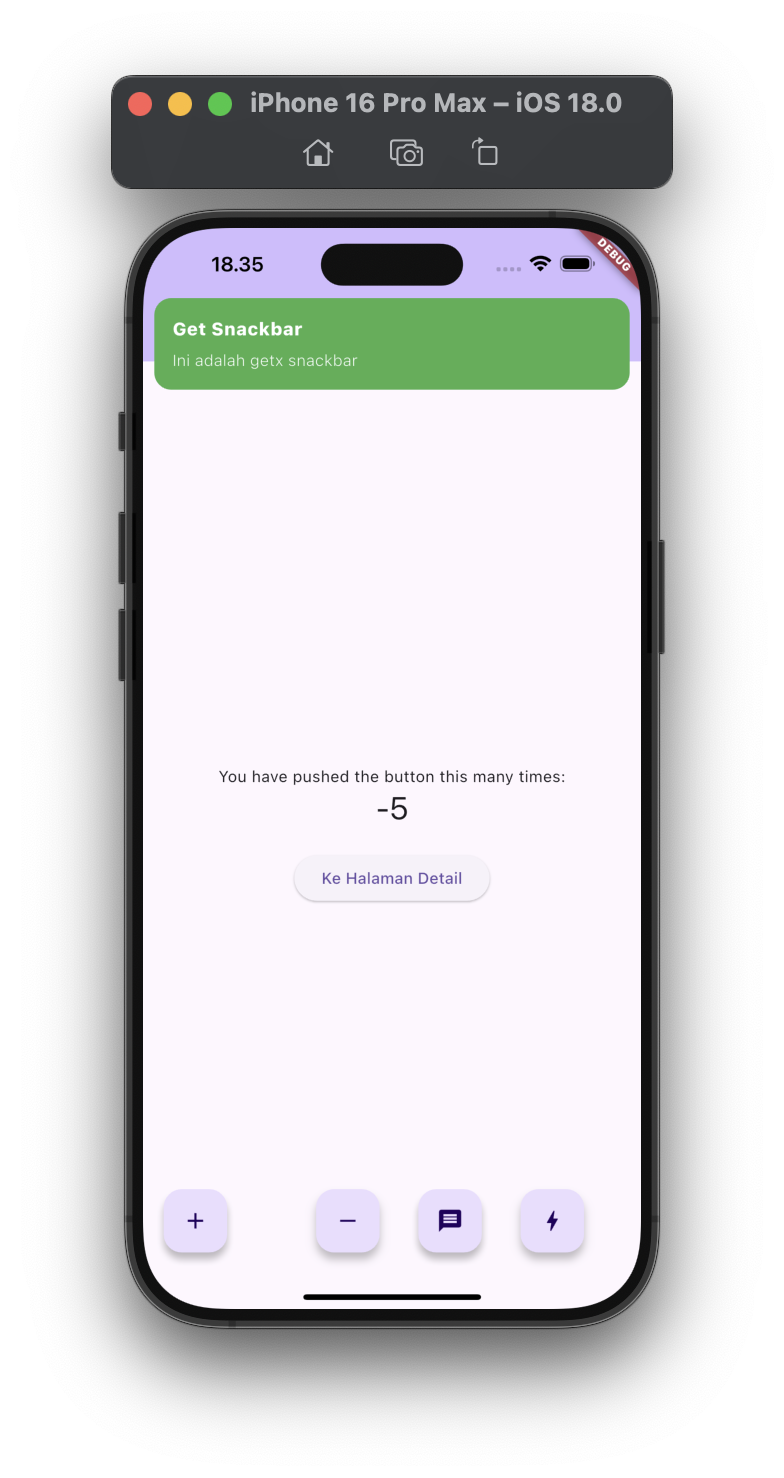 iPhone 16 Pro Max – iOS 18.0
18.35
DEBUG
Get Snackbar
Ini adalah getx snackbar
You have pushed the button this many times:
-5
Ke Halaman Detail